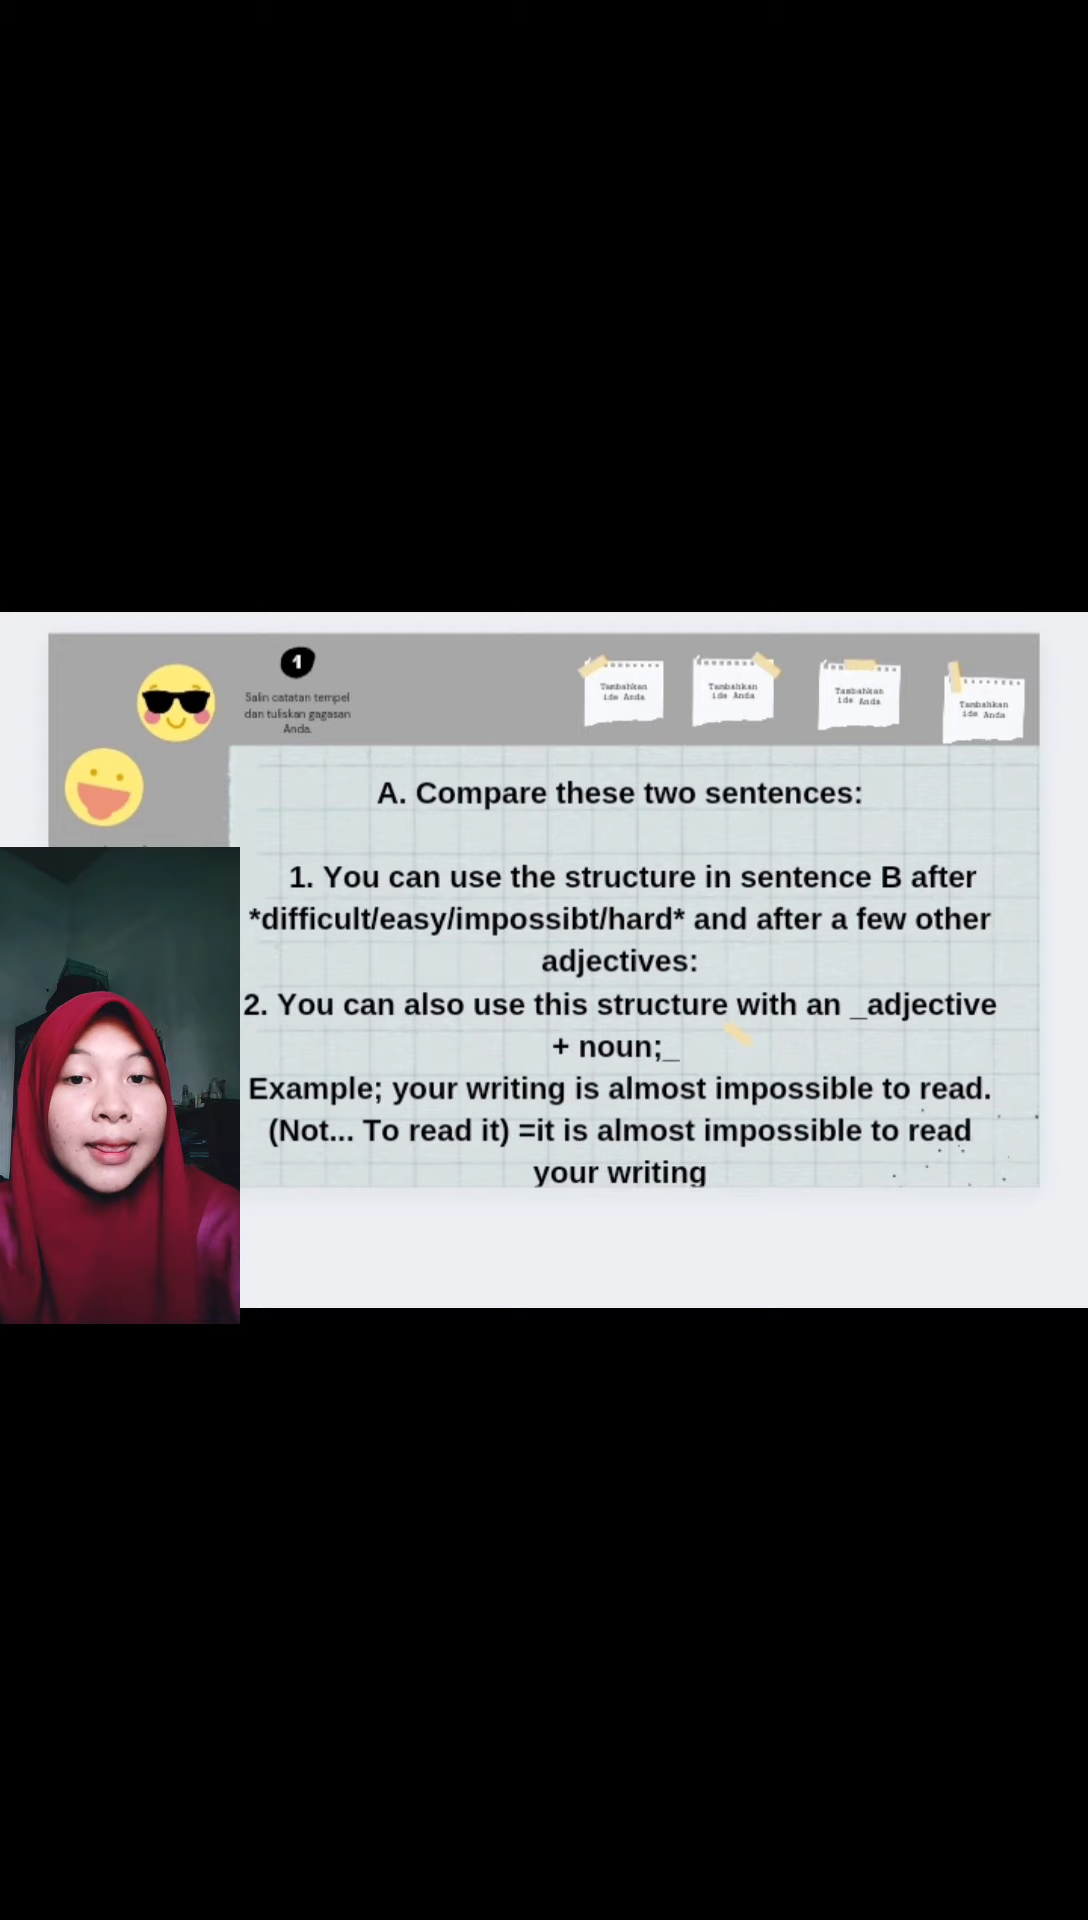 1
Salin catatan tempel
dan tuliskan gagasan
Anda.
Tambahkan
ide Anda
Tambahkan
ide Anda
Tambahkan
ide Anda
Tambahkan
ide Anda
A. Compare these two sentences:
1. You can use the structure in sentence B after
*difficult/easy/impossibt/hard* and after a few other
adjectives:
2. You can also use this structure with an _adjective
+ noun;_
Example; your writing is almost impossible to read.
(Not... To read it) =it is almost impossible to read
your writing